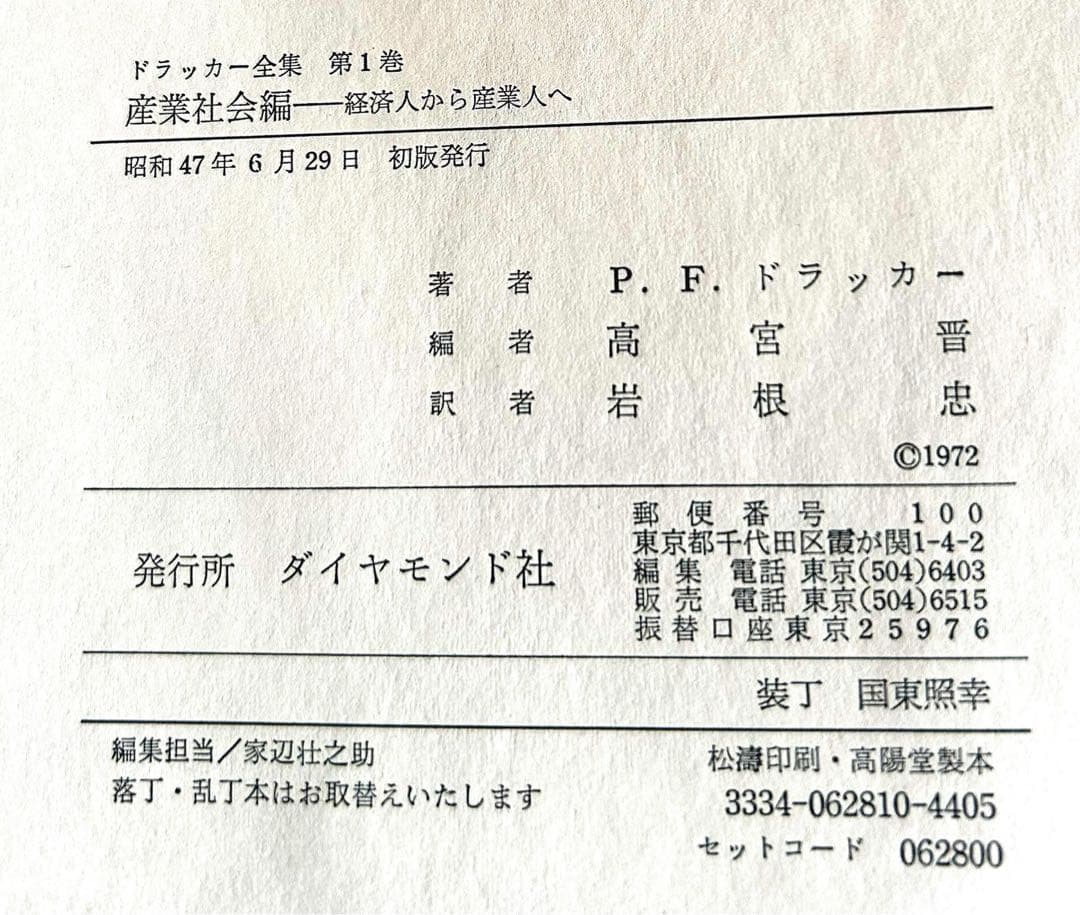 ドラッカー全集 第1巻
産業社会編――経済人から産業人へ
昭和47年6月29日 初版発行
著者 P. F. ドラッカー
編者 高宮晋
訳者 岩根忠
©1972
発行所 ダイヤモンド社
郵便番号 100
東京都千代田区霞が関1-4-2
編集 電話 東京(504)6403
販売 電話 東京(504)6515
振替口座東京25976
装丁 国東照幸
編集担当/家辺壮之助
落丁・乱丁本はお取替えいたします
松濤印刷・高陽堂製本
3334-062810-4405
セットコード 062800